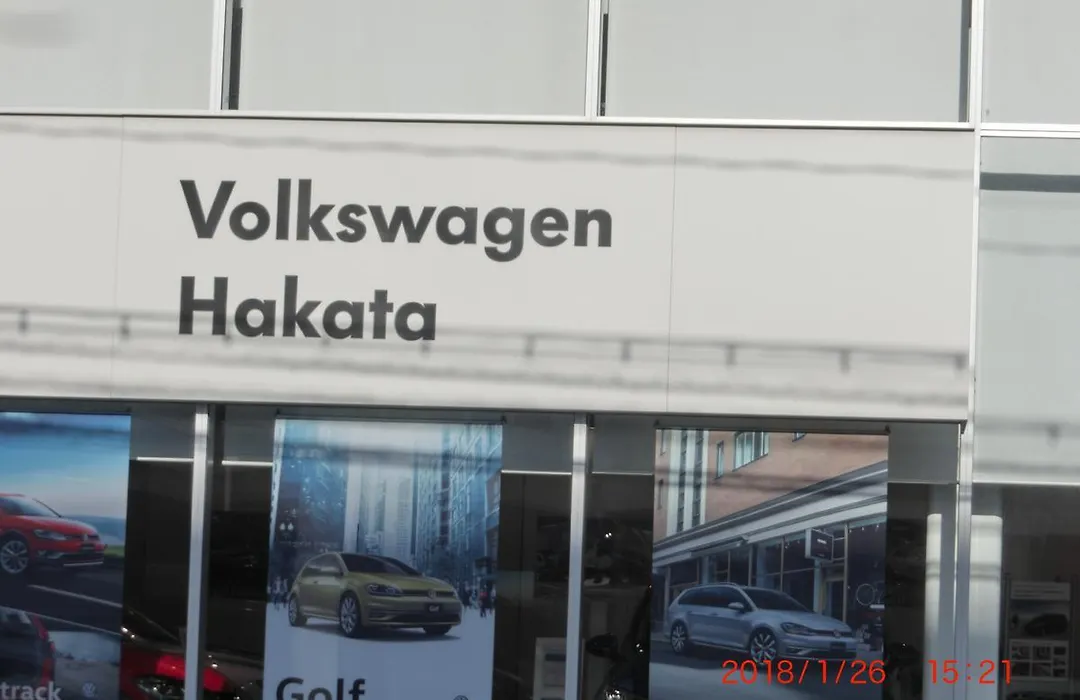 Volkswagen
Hakata
track
Golf
2018/1/26 15:21